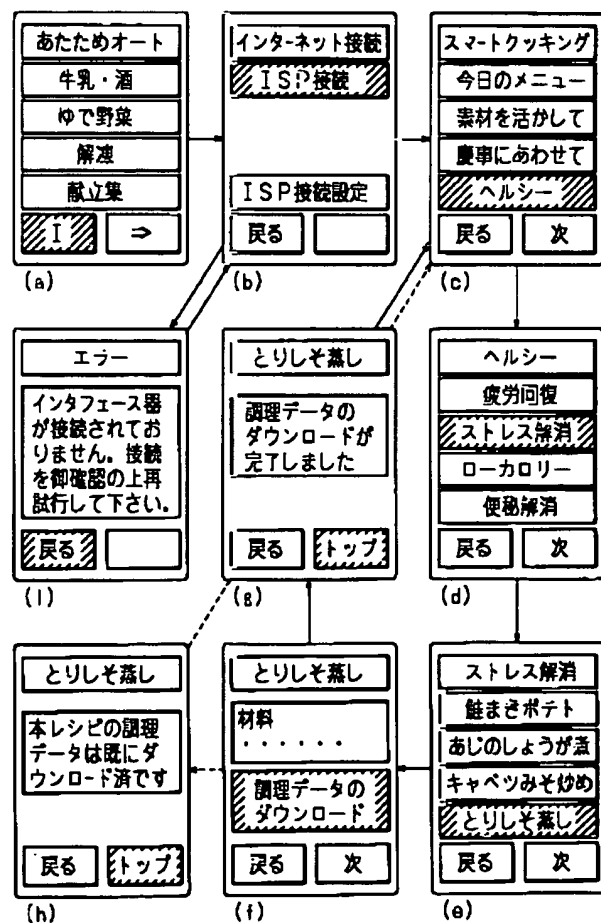 あたためオート
牛乳・酒
ゆで野菜
解凍
献立集
I
⇒
(a)
インターネット接続
ISP接続
ISP接続設定
戻る
(b)
スマートクッキング
今日のメニュー
素材を活かして
慶事にあわせて
ヘルシー
戻る
次
(c)
エラー
インタフェース器
が接続されてお
りません。接続
を御確認の上再
試行して下さい。
戻る
(i)
とりしそ蒸し
調理データの
ダウンロードが
完了しました
戻る
トップ
(g)
ヘルシー
疲労回復
ストレス解消
ローカロリー
便秘解消
戻る
次
(d)
とりしそ蒸し
本レシピの調理
データは既にダ
ウンロード済です
戻る
トップ
(h)
とりしそ蒸し
材料
・・・・・・
調理データの
ダウンロード
戻る
次
(f)
ストレス解消
鮭まきポテト
あじのしょうが煮
キャベツみそ炒め
とりしそ蒸し
戻る
次
(e)